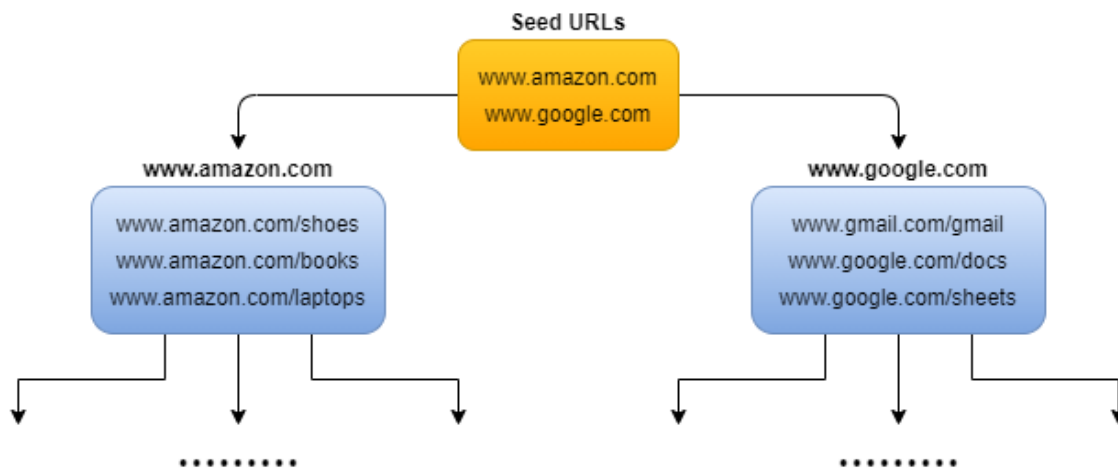 Seed URLs
www.amazon.com
www.google.com
www.amazon.com
www.amazon.com/shoes
www.amazon.com/books
www.amazon.com/laptops
www.google.com
www.gmail.com/gmail
www.google.com/docs
www.google.com/sheets
.........
.........